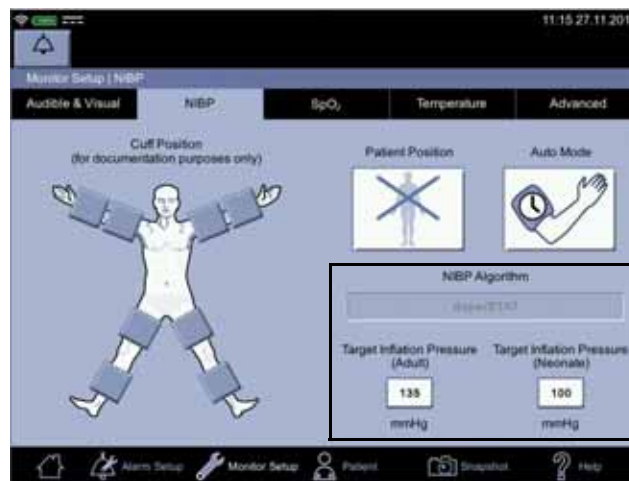 11:15 27.11.201
Monitor Setup | NIBP
Audible & Visual NIBP SpO₂ Temperature Advanced
Cuff Position
(for documentation purposes only)
Patient Position Auto Mode
NIBP Algorithm
SuperSTAT
Target Inflation Pressure Target Inflation Pressure
(Adult) (Neonate)
135 100
mmHg mmHg
Alarm Setup Monitor Setup Patient Snapshot Help